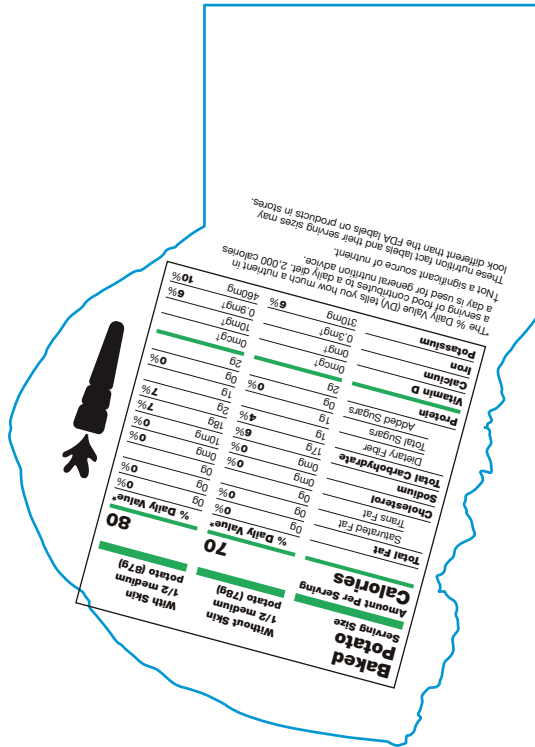 Baked
Potato
Serving Size
Without Skin
1/2 medium
potato (78g)
With Skin
1/2 medium
potato (87g)
Amount Per Serving
Calories 70 80
% Daily Value* % Daily Value*
Total Fat 0g 0% 0g 0%
Saturated Fat 0g 0% 0g 0%
Trans Fat 0g 0g
Cholesterol 0mg 0% 0mg 0%
Sodium 0mg 0% 10mg 0%
Total Carbohydrate 17g 6% 18g 7%
Dietary Fiber 1g 4% 2g 7%
Total Sugars 1g 1g
Added Sugars 0g 0% 0g 0%
Protein 2g 2g
Vitamin D 0mcg† 0mcg†
Calcium 0mg† 10mg†
Iron 0.3mg† 0.9mg† 6%
Potassium 310mg 6% 460mg 10%
*The % Daily Value (DV) tells you how much a nutrient in
a serving of food contributes to a daily diet. 2,000 calories
a day is used for general nutrition advice.
†Not a significant source of nutrient.
These nutrition fact labels and their serving sizes may
look different than the FDA labels on products in stores.